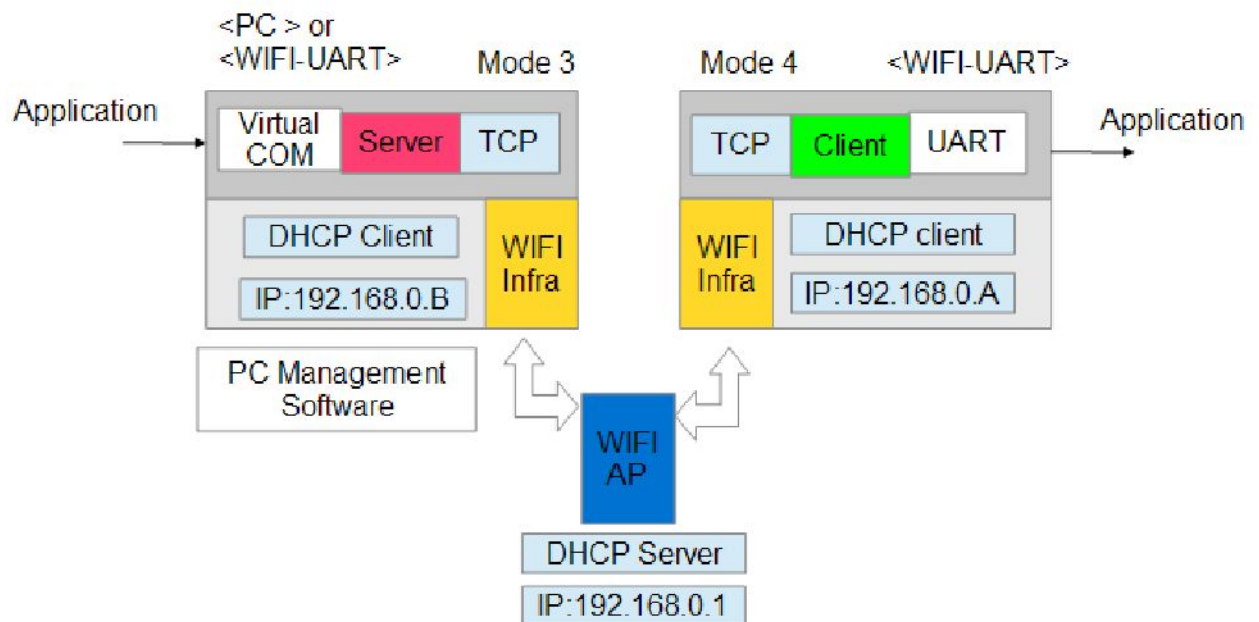 <PC > or
<WIFI-UART>
Mode 3
Mode 4
<WIFI-UART>
Application
Virtual
COM
Server
TCP
TCP
Client
UART
Application
DHCP Client
IP:192.168.0.B
WIFI
Infra
WIFI
Infra
DHCP client
IP:192.168.0.A
PC Management
Software
WIFI
AP
DHCP Server
IP:192.168.0.1